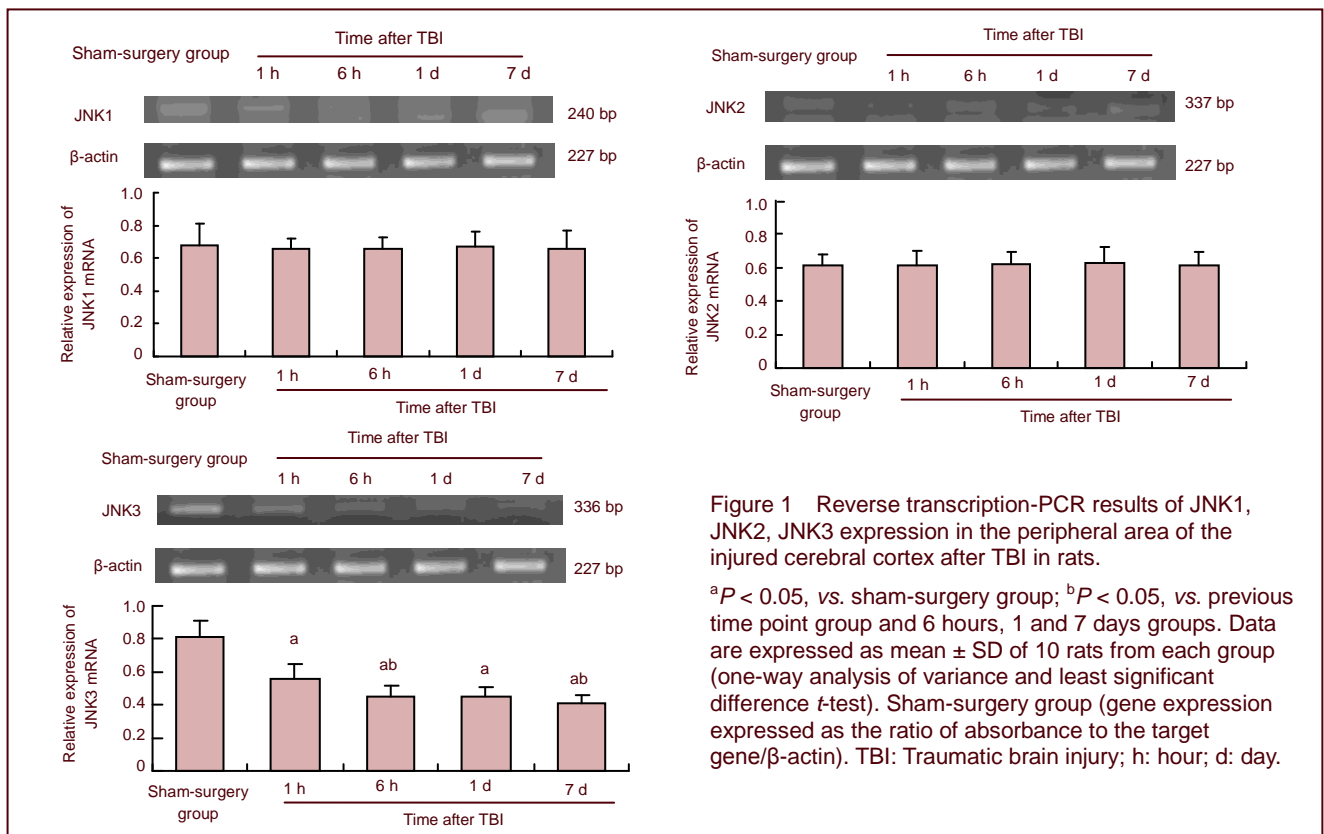 Time after TBI
Sham-surgery group
1 h 6 h 1 d 7 d
JNK1 240 bp
β-actin 227 bp
Relative expression of
JNK1 mRNA
1.0
0.8
0.6
0.4
0.2
0
Sham-surgery
group
1 h 6 h 1 d 7 d
Time after TBI
Time after TBI
Sham-surgery group
1 h 6 h 1 d 7 d
JNK2 337 bp
β-actin 227 bp
Relative expression of
JNK2 mRNA
1.0
0.8
0.6
0.4
0.2
0
Sham-surgery
group
1 h 6 h 1 d 7 d
Time after TBI
Time after TBI
Sham-surgery group
1 h 6 h 1 d 7 d
JNK3 336 bp
β-actin 227 bp
Relative expression of
JNK3 mRNA
1.0
0.8
0.6
0.4
0.2
0
a ab a ab
Sham-surgery
group
1 h 6 h 1 d 7 d
Time after TBI
Figure 1 Reverse transcription-PCR results of JNK1,
JNK2, JNK3 expression in the peripheral area of the
injured cerebral cortex after TBI in rats.
aP < 0.05, vs. sham-surgery group; bP < 0.05, vs. previous
time point group and 6 hours, 1 and 7 days groups. Data
are expressed as mean ± SD of 10 rats from each group
(one-way analysis of variance and least significant
difference t-test). Sham-surgery group (gene expression
expressed as the ratio of absorbance to the target
gene/β-actin). TBI: Traumatic brain injury; h: hour; d: day.